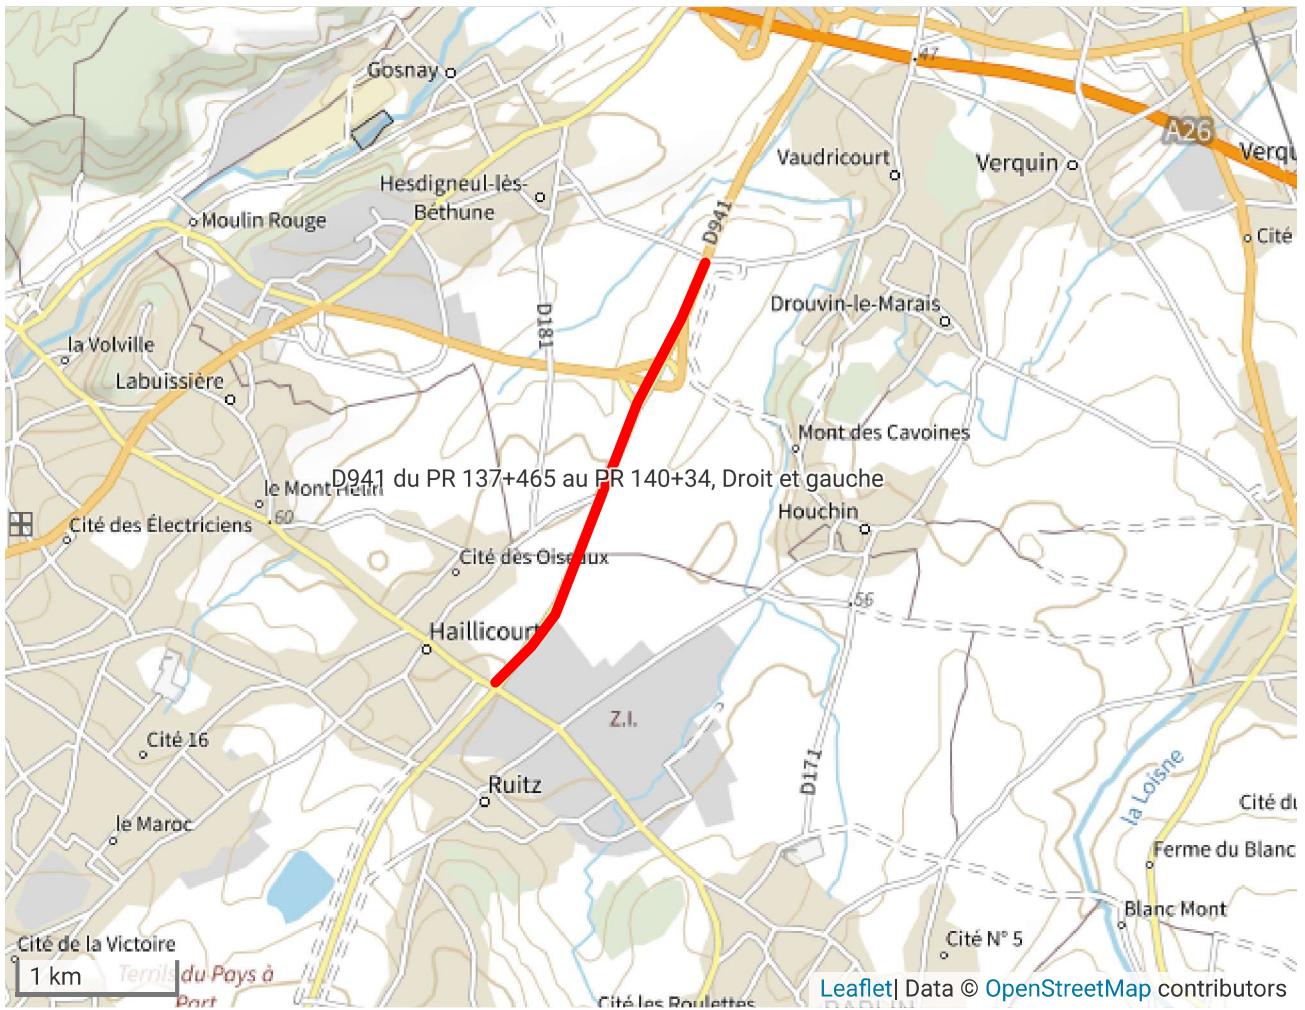 Gosnay
47
A26
Vaudricourt
Verquin
Hesdigneul-lès-
Béthune
Moulin Rouge
D941
Cité
D181
Drouvin-le-Marais
la Volville
Labuissière
Mont des Cavoines
D941 du PR 137+465 au PR 140+34, Droit et gauche
le Mont Hélin
Houchin
60
Cité des Électriciens
Cité des Oiseaux
56
Haillicourt
Z.I.
Cité 16
D171
la Loisne
Ruitz
le Maroc
Ferme du Blanc
Blanc Mont
Cité N° 5
Cité de la Victoire
1 km
Terrils du Pays à
Part
Cité les Roulettes
Leaflet| Data © OpenStreetMap contributors